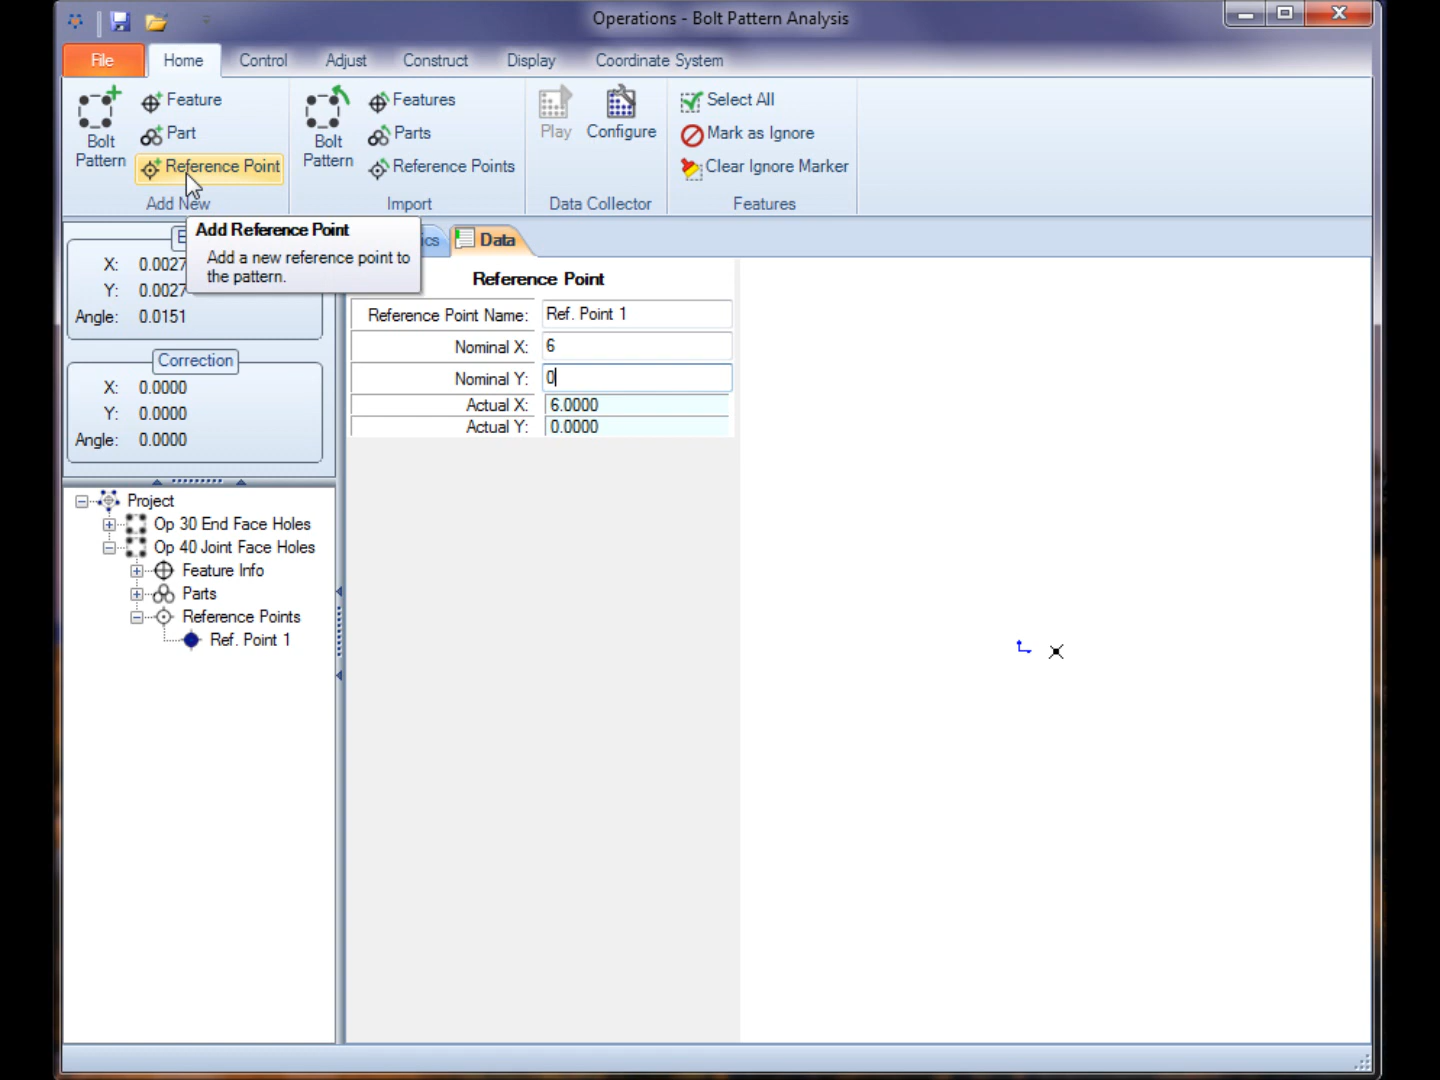 Operations - Bolt Pattern Analysis
File Home Control Adjust Construct Display Coordinate System
Bolt Pattern
Feature
Part
Reference Point
Add New
Bolt Pattern
Features
Parts
Reference Points
Import
Play
Configure
Data Collector
Select All
Mark as Ignore
Clear Ignore Marker
Features
Add Reference Point
Add a new reference point to
the pattern.
X: 0.0027
Y: 0.0027
Angle: 0.0151
Correction
X: 0.0000
Y: 0.0000
Angle: 0.0000
Project
Op 30 End Face Holes
Op 40 Joint Face Holes
Feature Info
Parts
Reference Points
Ref. Point 1
ics
Data
Reference Point
Reference Point Name: Ref. Point 1
Nominal X: 6
Nominal Y: 0
Actual X: 6.0000
Actual Y: 0.0000